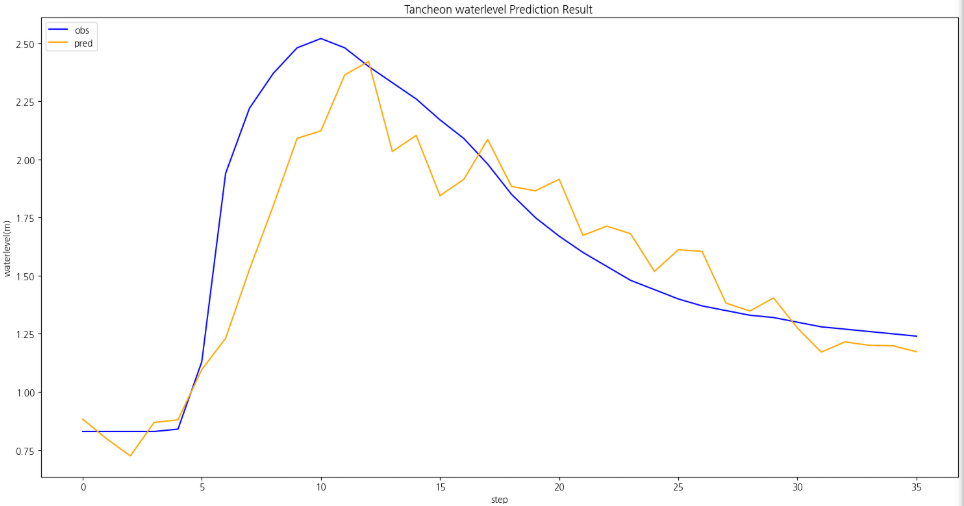 Tancheon waterlevel Prediction Result
obs
pred
2.50
2.25
2.00
1.75
1.50
1.25
1.00
0.75
waterlevel(m)
0 5 10 15 20 25 30 35
step